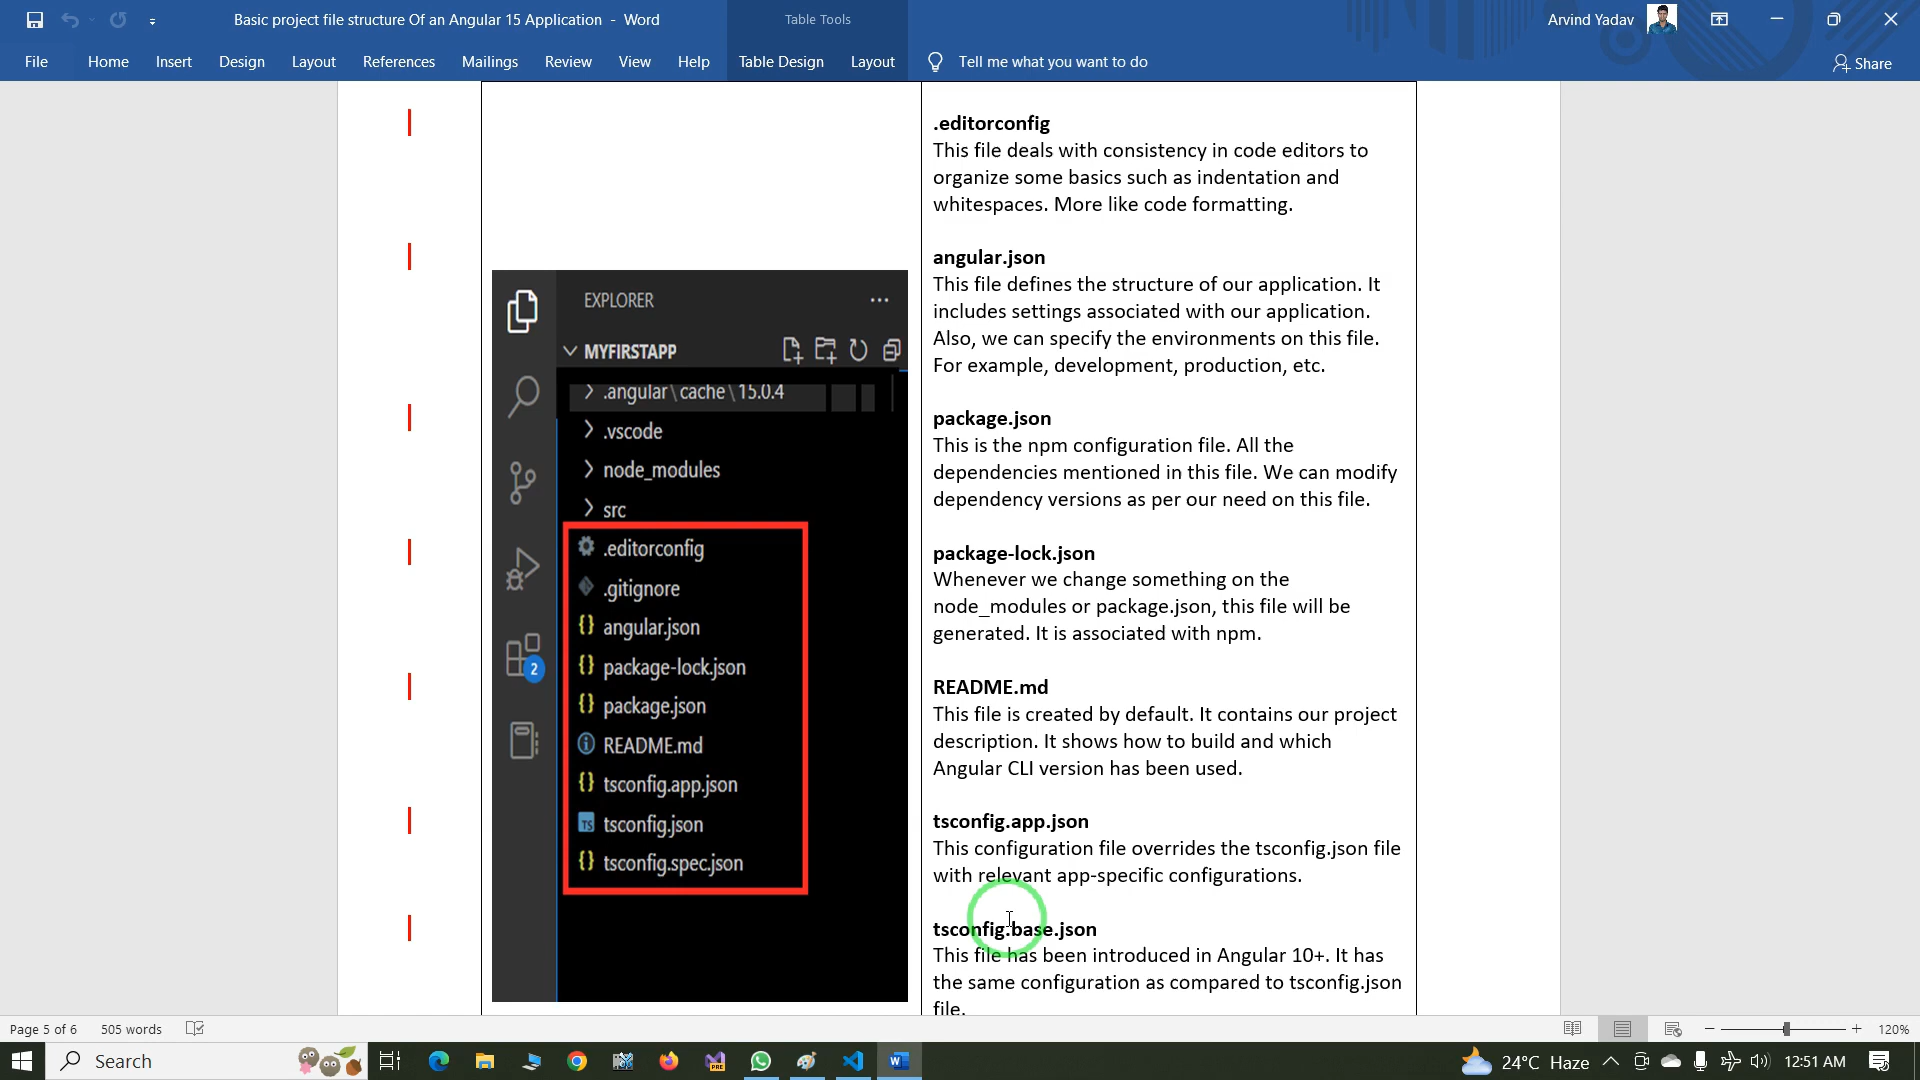 Basic project file structure Of an Angular 15 Application - Word
Table Tools
Arvind Yadav
File
Home
Insert
Design
Layout
References
Mailings
Review
View
Help
Table Design
Layout
Tell me what you want to do
Share
EXPLORER
MYFIRSTAPP
.angular\cache\15.0.4
.vscode
node_modules
src
.editorconfig
.gitignore
angular.json
package-lock.json
package.json
README.md
tsconfig.app.json
TS
tsconfig.json
tsconfig.spec.json
2
.editorconfig
This file deals with consistency in code editors to
organize some basics such as indentation and
whitespaces. More like code formatting.
angular.json
This file defines the structure of our application. It
includes settings associated with our application.
Also, we can specify the environments on this file.
For example, development, production, etc.
package.json
This is the npm configuration file. All the
dependencies mentioned in this file. We can modify
dependency versions as per our need on this file.
package-lock.json
Whenever we change something on the
node_modules or package.json, this file will be
generated. It is associated with npm.
README.md
This file is created by default. It contains our project
description. It shows how to build and which
Angular CLI version has been used.
tsconfig.app.json
This configuration file overrides the tsconfig.json file
with relevant app-specific configurations.
tsconfig.base.json
This file has been introduced in Angular 10+. It has
the same configuration as compared to tsconfig.json
file.
Page 5 of 6
505 words
120%
Search
24°C Haze
12:51 AM